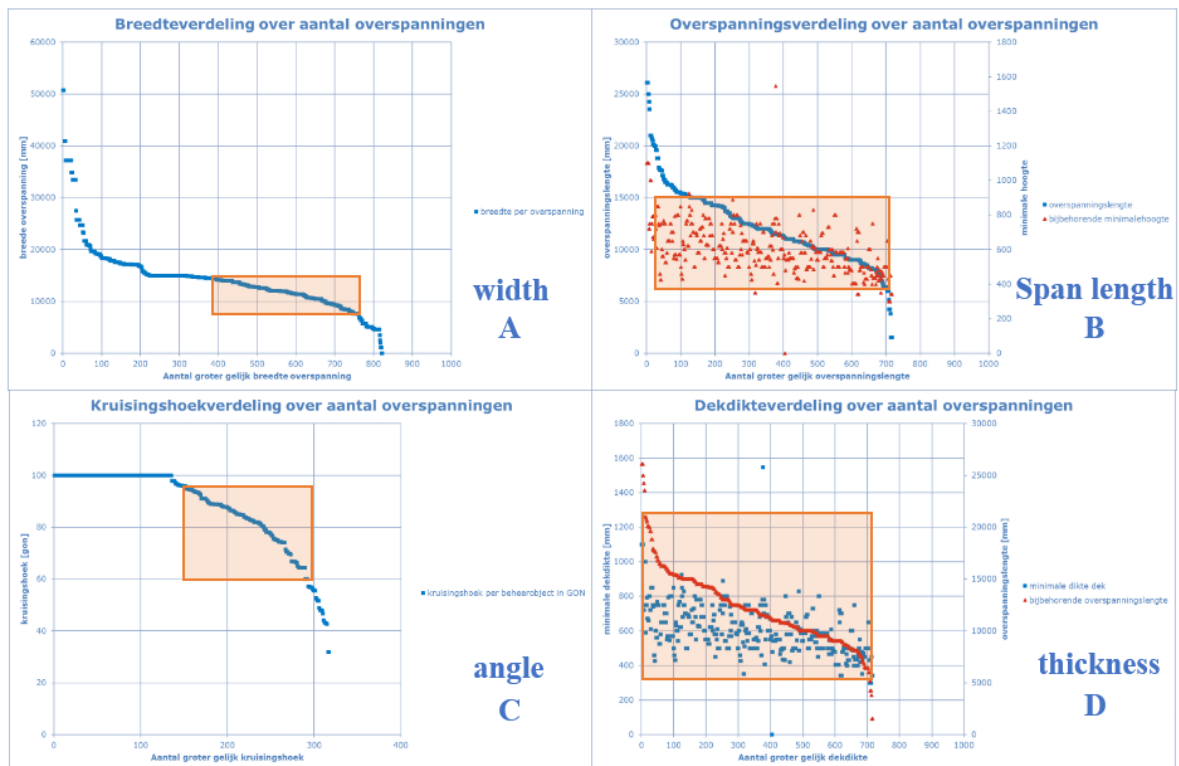 Breedteverdeling over aantal overspanningen
60000
50000
40000
30000
20000
10000
0
breede overspanning [mm]
0 100 200 300 400 500 600 700 800 900 1000
Aantal groter gelijk breedte overspanning
breedte per overspanning
width
A
Overspanningsverdeling over aantal overspanningen
30000
25000
20000
15000
10000
5000
0
overspanningslengte [mm]
1800
1600
1400
1200
1000
800
600
400
200
0
minimale hoogte
0 100 200 300 400 500 600 700 800 900 1000
Aantal groter gelijk overspanningslengte
overspanningslengte
bijbehorende minimalehoogte
Span length
B
Kruisingshoekverdeling over aantal overspanningen
120
100
80
60
40
20
0
kruisingshoek [gon]
0 100 200 300 400
Aantal groter gelijk kruisingshoek
kruisingshoek per beheerobject in GON
angle
C
Dekdikteverdeling over aantal overspanningen
1800
1600
1400
1200
1000
800
600
400
200
0
minimale dekdikte [mm]
30000
25000
20000
15000
10000
5000
0
overspanningslengte [mm]
0 100 200 300 400 500 600 700 800 900 1000
Aantal groter gelijk dekdikte
minimale dikte dek
bijbehorende overspanningslengte
thickness
D